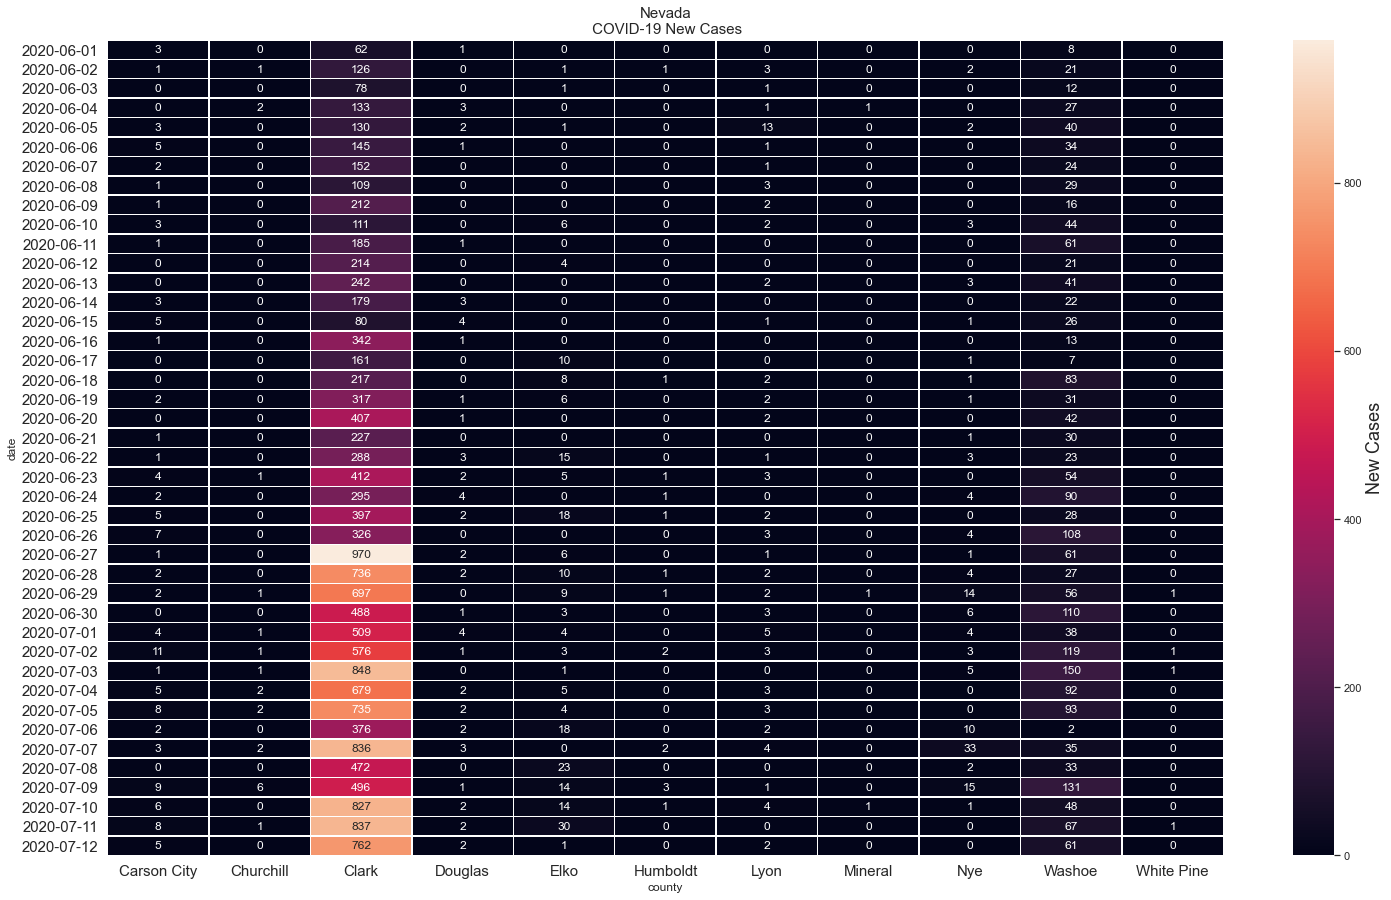 Nevada
COVID-19 New Cases
2020-06-01 3 0 62 1 0 0 0 0 0 8 0
2020-06-02 1 1 126 0 1 1 3 0 2 21 0
2020-06-03 0 0 78 0 1 0 1 0 0 12 0
2020-06-04 0 2 133 3 0 0 1 1 0 27 0
2020-06-05 3 0 130 2 1 0 13 0 2 40 0
2020-06-06 5 0 145 1 0 0 1 0 0 34 0
2020-06-07 2 0 152 0 0 0 1 0 0 24 0
2020-06-08 1 0 109 0 0 0 3 0 0 29 0
2020-06-09 1 0 212 0 0 0 2 0 0 16 0
2020-06-10 3 0 111 0 6 0 2 0 3 44 0
2020-06-11 1 0 185 1 0 0 0 0 0 61 0
2020-06-12 0 0 214 0 4 0 0 0 0 21 0
2020-06-13 0 0 242 0 0 0 2 0 3 41 0
2020-06-14 3 0 179 3 0 0 0 0 0 22 0
2020-06-15 5 0 80 4 0 0 1 0 1 26 0
2020-06-16 1 0 342 1 0 0 0 0 0 13 0
2020-06-17 0 0 161 0 10 0 0 0 1 7 0
2020-06-18 0 0 217 0 8 1 2 0 1 83 0
2020-06-19 2 0 317 1 6 0 2 0 1 31 0
2020-06-20 0 0 407 1 0 0 2 0 0 42 0
2020-06-21 1 0 227 0 0 0 0 0 1 30 0
2020-06-22 1 0 288 3 15 0 1 0 3 23 0
2020-06-23 4 1 412 2 5 1 3 0 0 54 0
2020-06-24 2 0 295 4 0 1 0 0 4 90 0
2020-06-25 5 0 397 2 18 1 2 0 0 28 0
2020-06-26 7 0 326 0 0 0 3 0 4 108 0
2020-06-27 1 0 970 2 6 0 1 0 1 61 0
2020-06-28 2 0 736 2 10 1 2 0 4 27 0
2020-06-29 2 1 697 0 9 1 2 1 14 56 1
2020-06-30 0 0 488 1 3 0 3 0 6 110 0
2020-07-01 4 1 509 4 4 0 5 0 4 38 0
2020-07-02 11 1 576 1 3 2 3 0 3 119 1
2020-07-03 1 1 848 0 1 0 3 0 5 150 1
2020-07-04 5 2 679 2 5 0 3 0 0 92 0
2020-07-05 8 2 735 2 4 0 3 0 0 93 0
2020-07-06 2 0 376 2 18 0 2 0 10 2 0
2020-07-07 3 2 836 3 0 2 4 0 33 35 0
2020-07-08 0 0 472 0 23 0 0 0 2 33 0
2020-07-09 9 6 496 1 14 3 1 0 15 131 0
2020-07-10 6 0 827 2 14 1 4 1 1 48 0
2020-07-11 8 1 837 2 30 0 0 0 0 67 1
2020-07-12 5 0 762 2 1 0 2 0 0 61 0
Carson City Churchill Clark Douglas Elko Humboldt Lyon Mineral Nye Washoe White Pine
county
date
800
600
400
200
0
New Cases